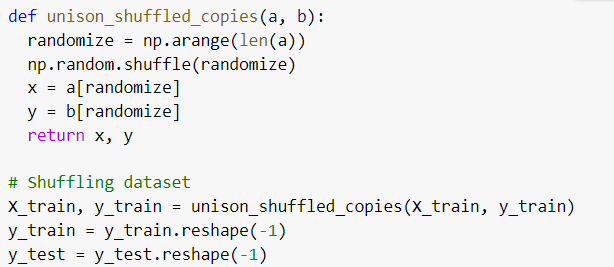 def unison_shuffled_copies(a, b):
  randomize = np.arange(len(a))
  np.random.shuffle(randomize)
  x = a[randomize]
  y = b[randomize]
  return x, y

# Shuffling dataset
X_train, y_train = unison_shuffled_copies(X_train, y_train)
y_train = y_train.reshape(-1)
y_test = y_test.reshape(-1)